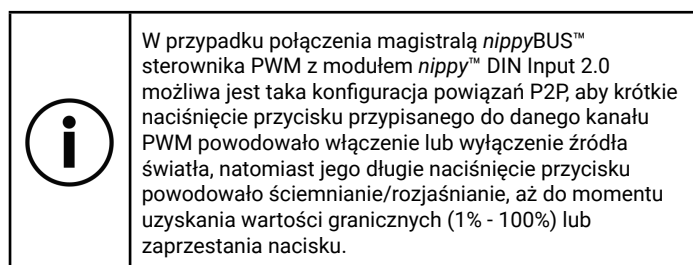 W przypadku połączenia magistralą nippyBUS™
sterownika PWM z modułem nippy™ DIN Input 2.0
możliwa jest taka konfiguracja powiązań P2P, aby krótkie
naciśnięcie przycisku przypisanego do danego kanału
PWM powodowało włączenie lub wyłączenie źródła
światła, natomiast jego długie naciśnięcie przycisku
powodowało ściemnianie/rozjaśnianie, aż do momentu
uzyskania wartości granicznych (1% - 100%) lub
zaprzestania nacisku.